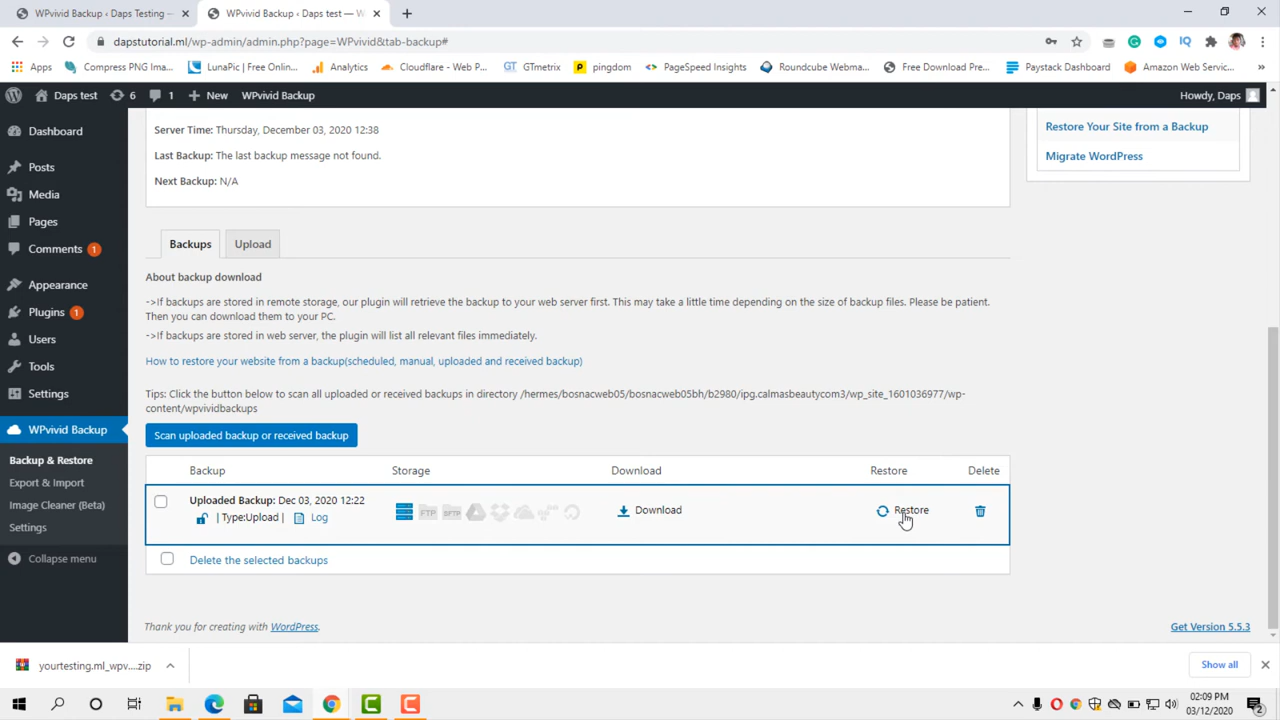 WPvivid Backup ‹ Daps Testing —
WPvivid Backup ‹ Daps test — W
dapstutorial.ml/wp-admin/admin.php?page=WPvivid&tab-backup#
Apps
Compress PNG Ima...
LunaPic | Free Onlin...
Analytics
Cloudflare - Web P...
GTmetrix
pingdom
PageSpeed Insights
Roundcube Webma...
Free Download Pre...
Paystack Dashboard
Amazon Web Servic...
Daps test
6
1
New
WPvivid Backup
Howdy, Daps
Dashboard
Posts
Media
Pages
Comments 1
Appearance
Plugins 1
Users
Tools
Settings
WPvivid Backup
Backup & Restore
Export & Import
Image Cleaner (Beta)
Settings
Collapse menu
Server Time: Thursday, December 03, 2020 12:38
Last Backup: The last backup message not found.
Next Backup: N/A
Restore Your Site from a Backup
Migrate WordPress
Backups
Upload
About backup download
->If backups are stored in remote storage, our plugin will retrieve the backup to your web server first. This may take a little time depending on the size of backup files. Please be patient.
Then you can download them to your PC.
->If backups are stored in web server, the plugin will list all relevant files immediately.
How to restore your website from a backup(scheduled, manual, uploaded and received backup)
Tips: Click the button below to scan all uploaded or received backups in directory /hermes/bosnacweb05/bosnacweb05bh/b2980/ipg.calmasbeautycom3/wp_site_1601036977/wp-
content/wpvividbackups
Scan uploaded backup or received backup
Backup
Storage
Download
Restore
Delete
Uploaded Backup: Dec 03, 2020 12:22
| Type:Upload |
Log
FTP
SFTP
Download
Restore
Delete the selected backups
Thank you for creating with WordPress.
Get Version 5.5.3
yourtesting.ml_wpv....zip
Show all
02:09 PM
03/12/2020
2